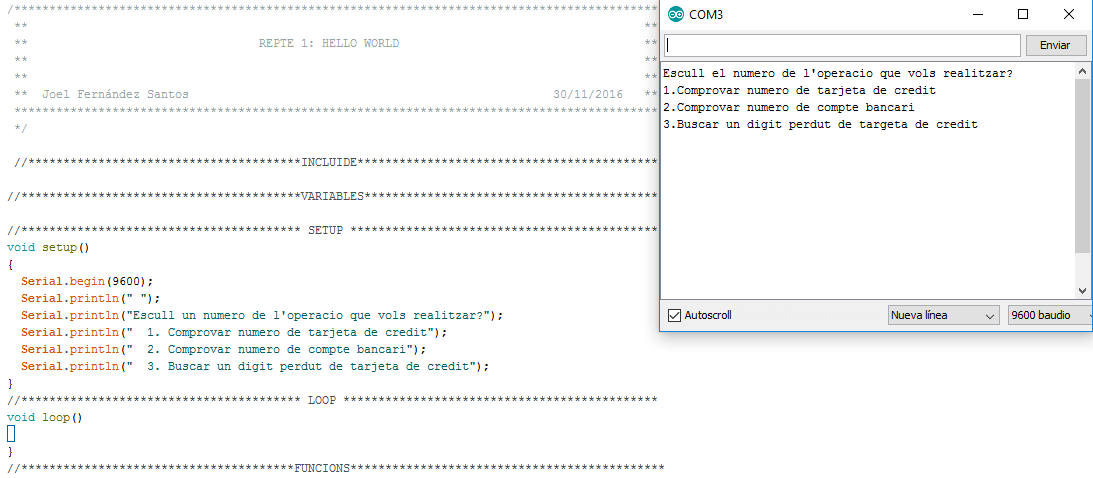 /********************************************************************************************
** **
** REPTE 1: HELLO WORLD **
** **
** **
** Joel Fernández Santos 30/11/2016 **
********************************************************************************************
*/
//***************************************INCLUIDE*******************************************
//***************************************VARIABLES******************************************
//*************************************** SETUP ********************************************
void setup()
{
Serial.begin(9600);
Serial.println(" ");
Serial.println("Escull un numero de l'operacio que vols realitzar?");
Serial.println("  1. Comprovar numero de tarjeta de credit");
Serial.println("  2. Comprovar numero de compte bancari");
Serial.println("  3. Buscar un digit perdut de tarjeta de credit");
}
//*************************************** LOOP *********************************************
void loop()
{
}
//**************************************FUNCIONS*********************************************
COM3
Enviar
Escull el numero de l'operacio que vols realitzar?
1.Comprovar numero de tarjeta de credit
2.Comprovar numero de compte bancari
3.Buscar un digit perdut de targeta de credit
Autoscroll
Nueva línea
9600 baudio